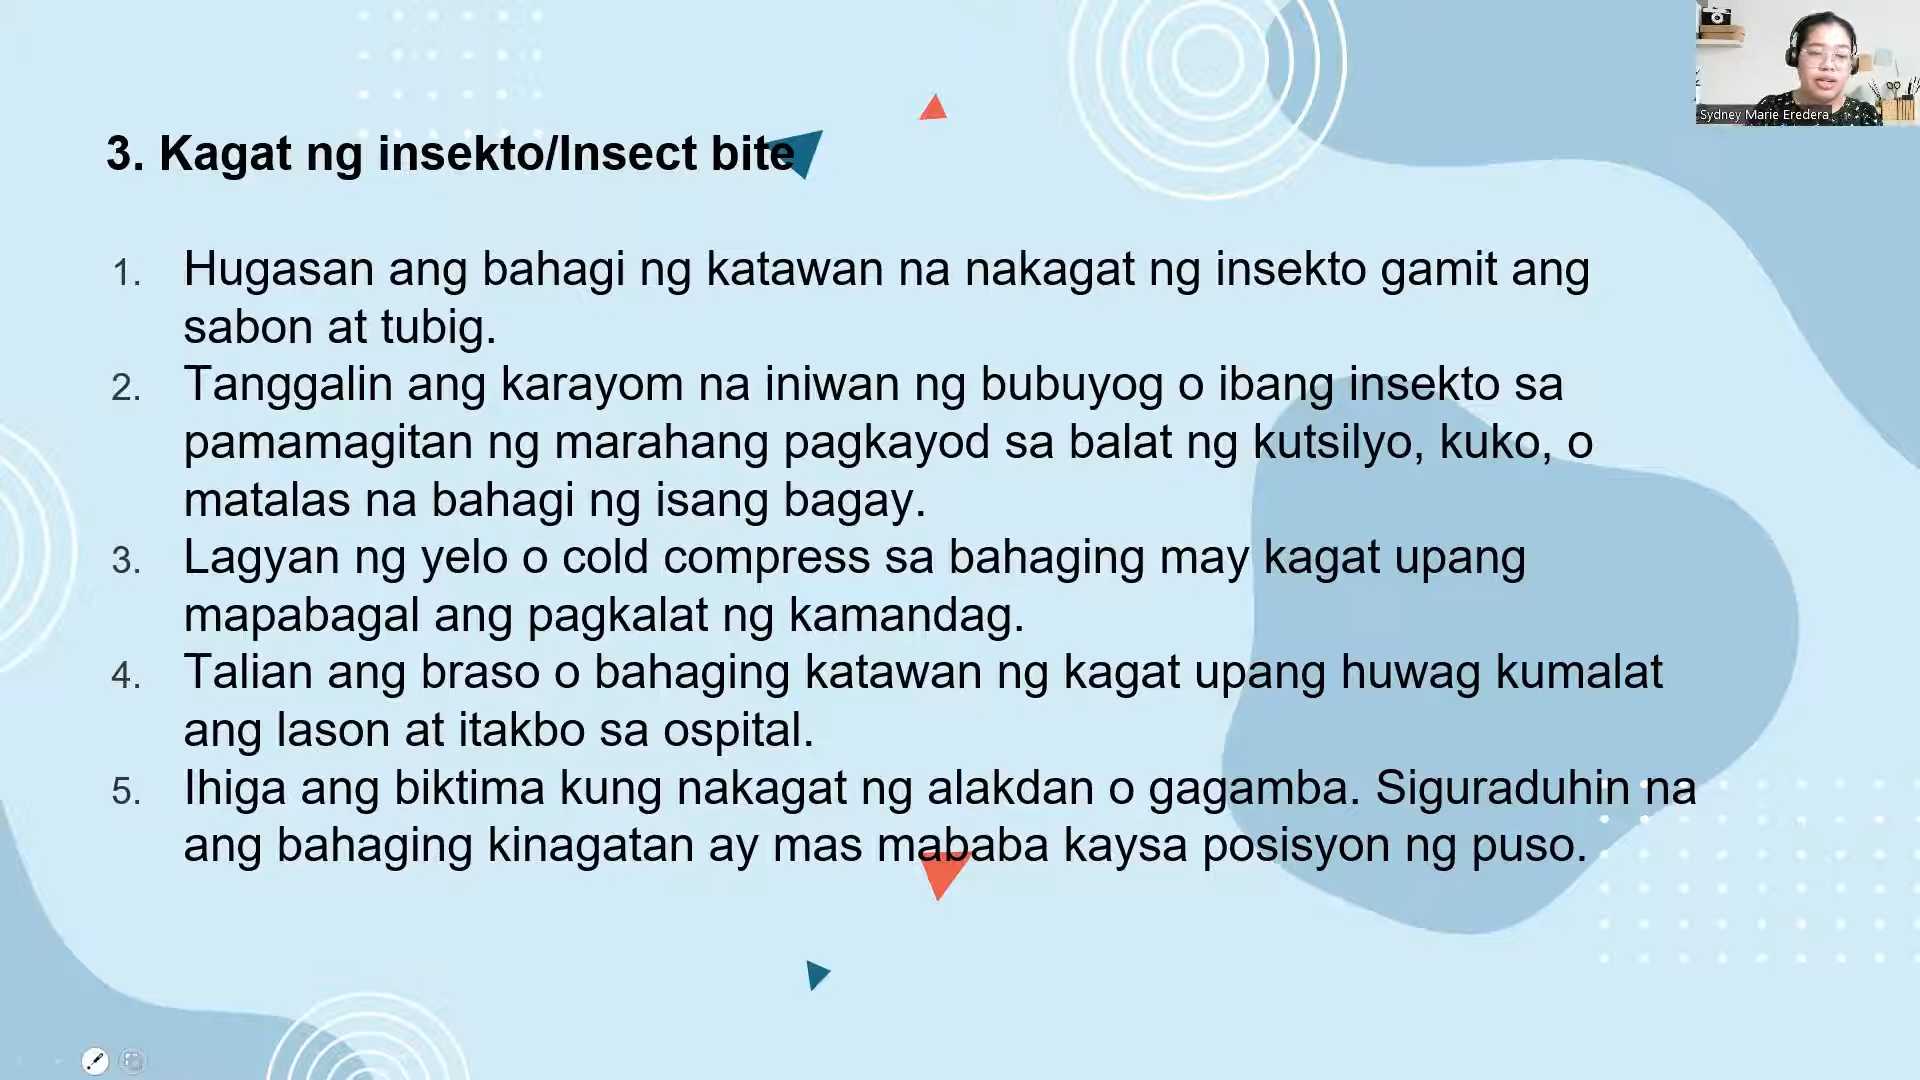 Sydney Marie Eredera
3. Kagat ng insekto/Insect bite
1. Hugasan ang bahagi ng katawan na nakagat ng insekto gamit ang
sabon at tubig.
2. Tanggalin ang karayom na iniwan ng bubuyog o ibang insekto sa
pamamagitan ng marahang pagkayod sa balat ng kutsilyo, kuko, o
matalas na bahagi ng isang bagay.
3. Lagyan ng yelo o cold compress sa bahaging may kagat upang
mapabagal ang pagkalat ng kamandag.
4. Talian ang braso o bahaging katawan ng kagat upang huwag kumalat
ang lason at itakbo sa ospital.
5. Ihiga ang biktima kung nakagat ng alakdan o gagamba. Siguraduhin na
ang bahaging kinagatan ay mas mababa kaysa posisyon ng puso.